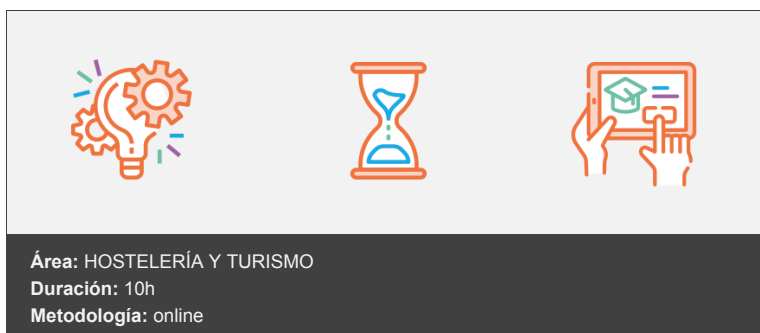 Área: HOSTELERÍA Y TURISMO
Duración: 10h
Metodología: online